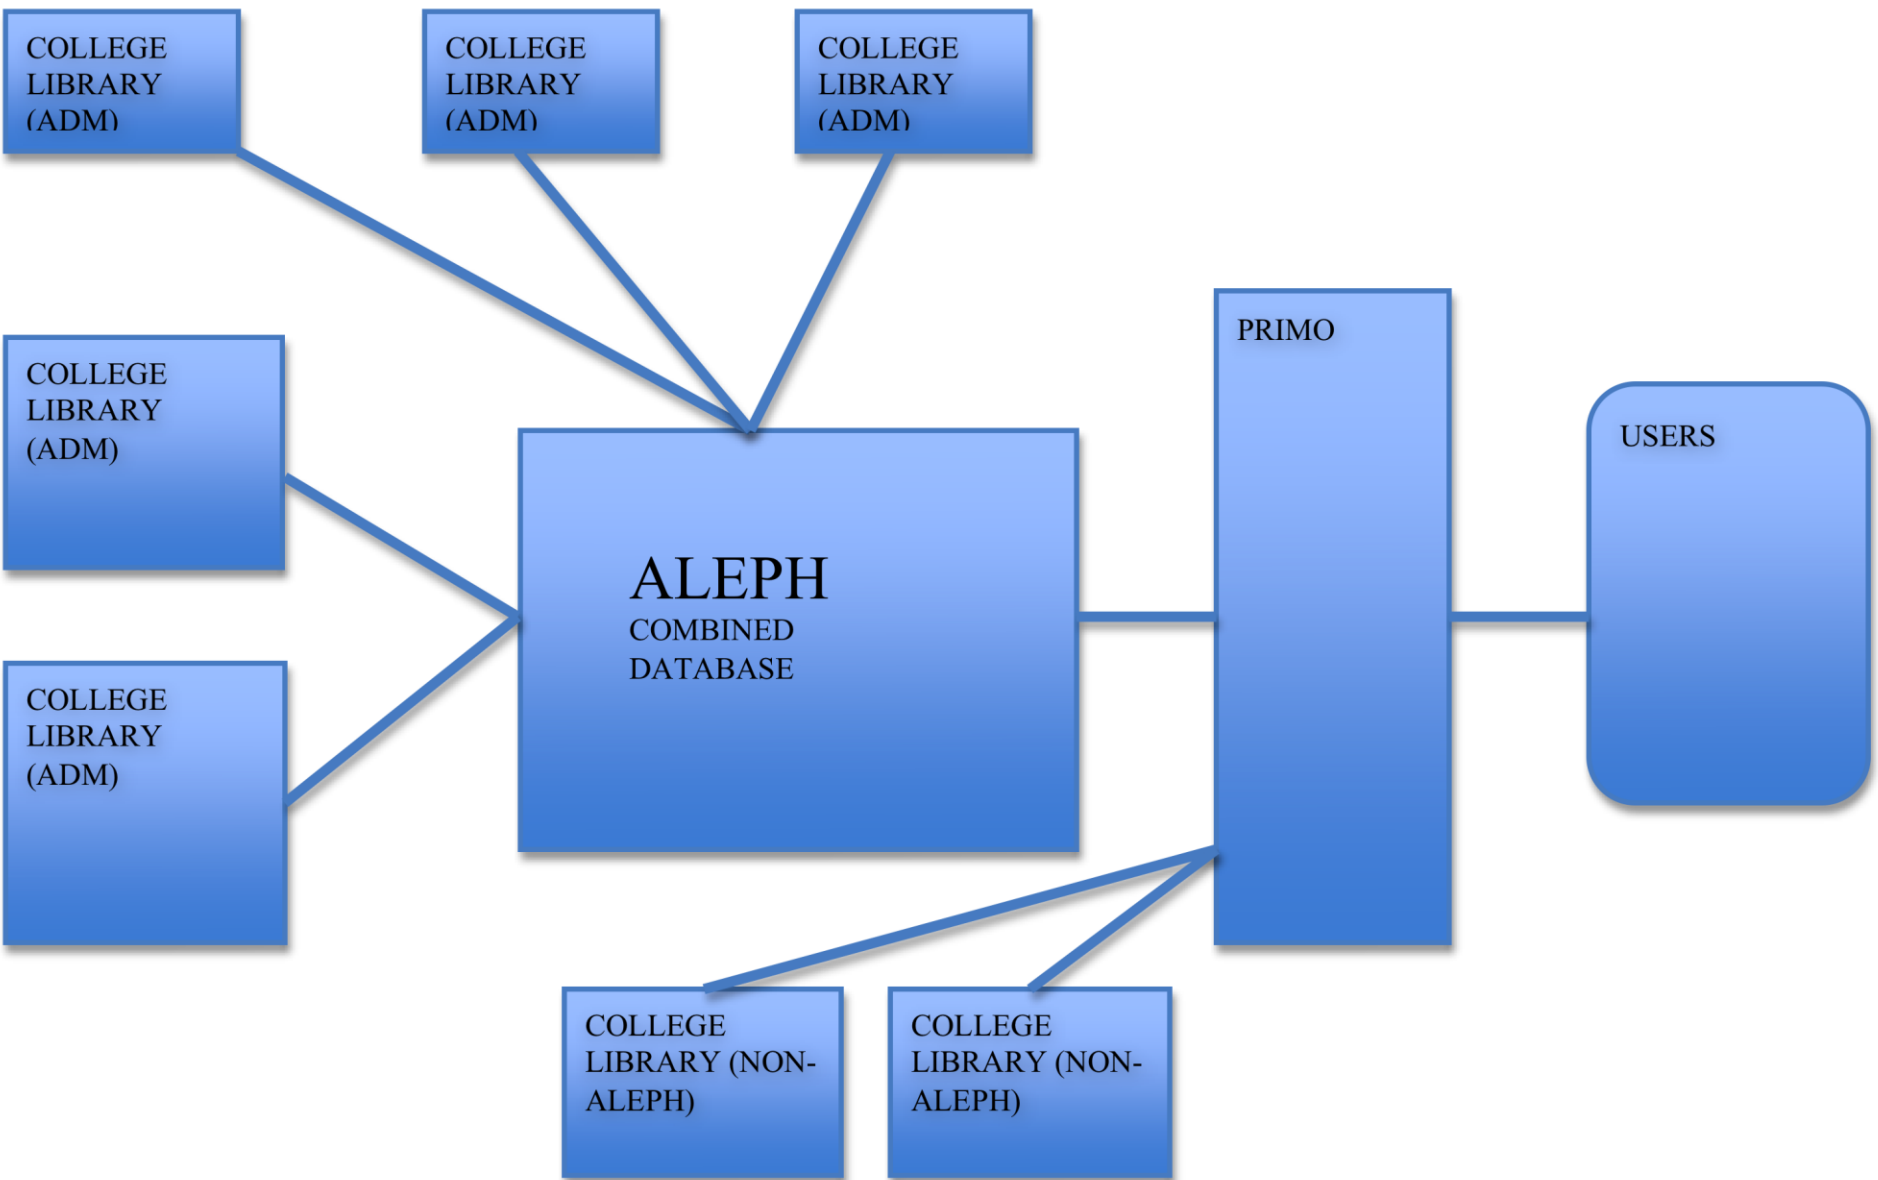 COLLEGE
LIBRARY
(ADM)
COLLEGE
LIBRARY
(ADM)
COLLEGE
LIBRARY
(ADM)
COLLEGE
LIBRARY
(ADM)
COLLEGE
LIBRARY
(ADM)
ALEPH
COMBINED
DATABASE
PRIMO
USERS
COLLEGE
LIBRARY (NON-
ALEPH)
COLLEGE
LIBRARY (NON-
ALEPH)